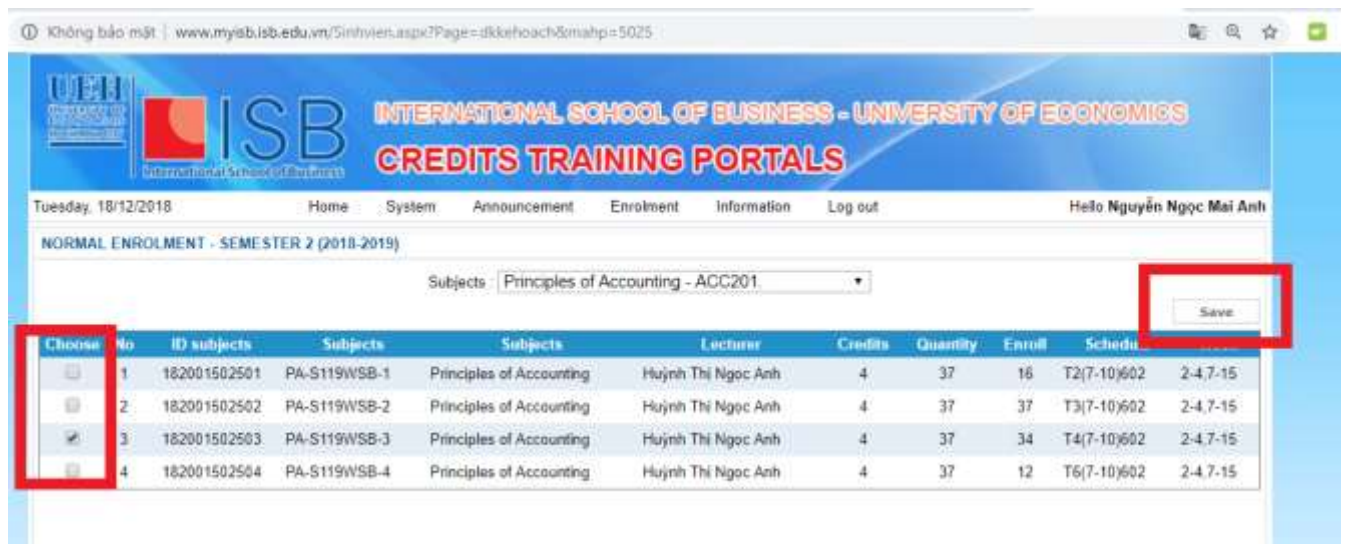 Không bảo mật | www.myisb.isb.edu.vn/Sinhvien.aspx?Page=dkkehoach&mahp=5025
UEH
ISB
International School of Business
INTERNATIONAL SCHOOL OF BUSINESS - UNIVERSITY OF ECONOMICS
CREDITS TRAINING PORTALS
Tuesday, 18/12/2018 Home System Announcement Enrolment Information Log out Hello Nguyễn Ngọc Mai Anh
NORMAL ENROLMENT - SEMESTER 2 (2018-2019)
Subjects : Principles of Accounting - ACC201
Save
Choose No ID subjects Subjects Subjects Lecturer Credits Quantity Enroll
1 182001502501 PA-S119WSB-1 Principles of Accounting Huỳnh Thị Ngọc Anh 4 37 16 T2(7-10)602 2-4,7-15
2 182001502502 PA-S119WSB-2 Principles of Accounting Huỳnh Thị Ngọc Anh 4 37 37 T3(7-10)602 2-4,7-15
3 182001502503 PA-S119WSB-3 Principles of Accounting Huỳnh Thị Ngọc Anh 4 37 34 T4(7-10)602 2-4,7-15
4 182001502504 PA-S119WSB-4 Principles of Accounting Huỳnh Thị Ngọc Anh 4 37 12 T6(7-10)602 2-4,7-15